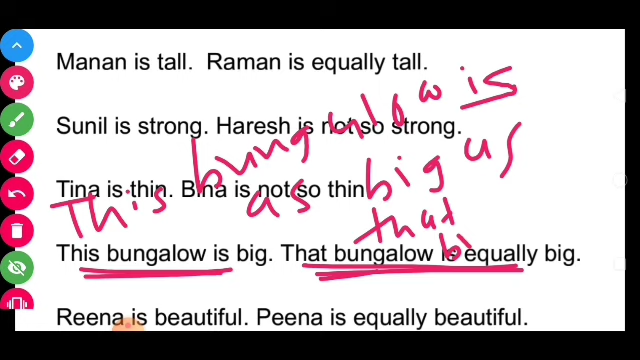 Manan is tall. Raman is equally tall.
Sunil is strong. Haresh is not so strong.
Tina is thin. Bina is not so thin
This bungalow is big. That bungalow is equally big.
Reena is beautiful. Peena is equally beautiful.
This bungulow is
as big as
that
bi